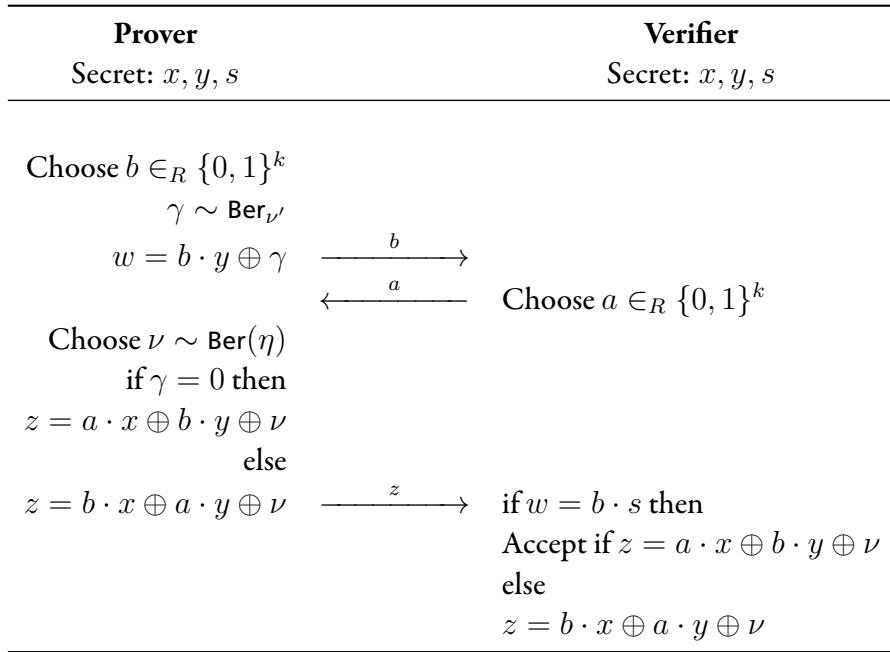 Prover Verifier
Secret: x, y, s Secret: x, y, s
Choose b ∈_R {0, 1}^k
γ ∼ Ber_{ν′}
w = b · y ⊕ γ b
a Choose a ∈_R {0, 1}^k
Choose ν ∼ Ber(η)
if γ = 0 then
z = a · x ⊕ b · y ⊕ ν
else
z = b · x ⊕ a · y ⊕ ν z if w = b · s then
Accept if z = a · x ⊕ b · y ⊕ ν
else
z = b · x ⊕ a · y ⊕ ν